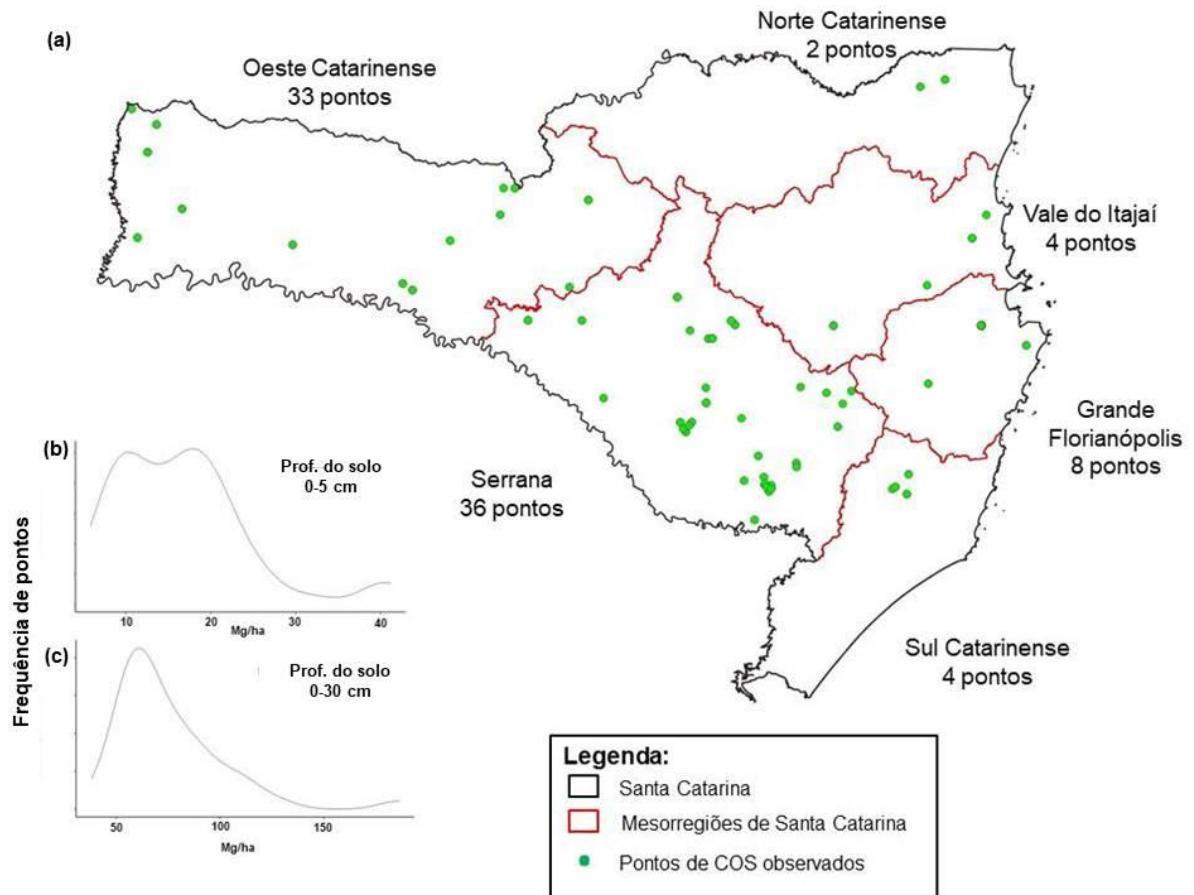 (a)
Norte Catarinense
2 pontos
Oeste Catarinense
33 pontos
Vale do Itajaí
4 pontos
Grande
Florianópolis
8 pontos
Serrana
36 pontos
Sul Catarinense
4 pontos
Frequência de pontos
(b)
Prof. do solo
0-5 cm
10 20 30 40
Mg/ha
(c)
Prof. do solo
0-30 cm
50 100 150
Mg/ha
Legenda:
Santa Catarina
Mesorregiões de Santa Catarina
Pontos de COS observados